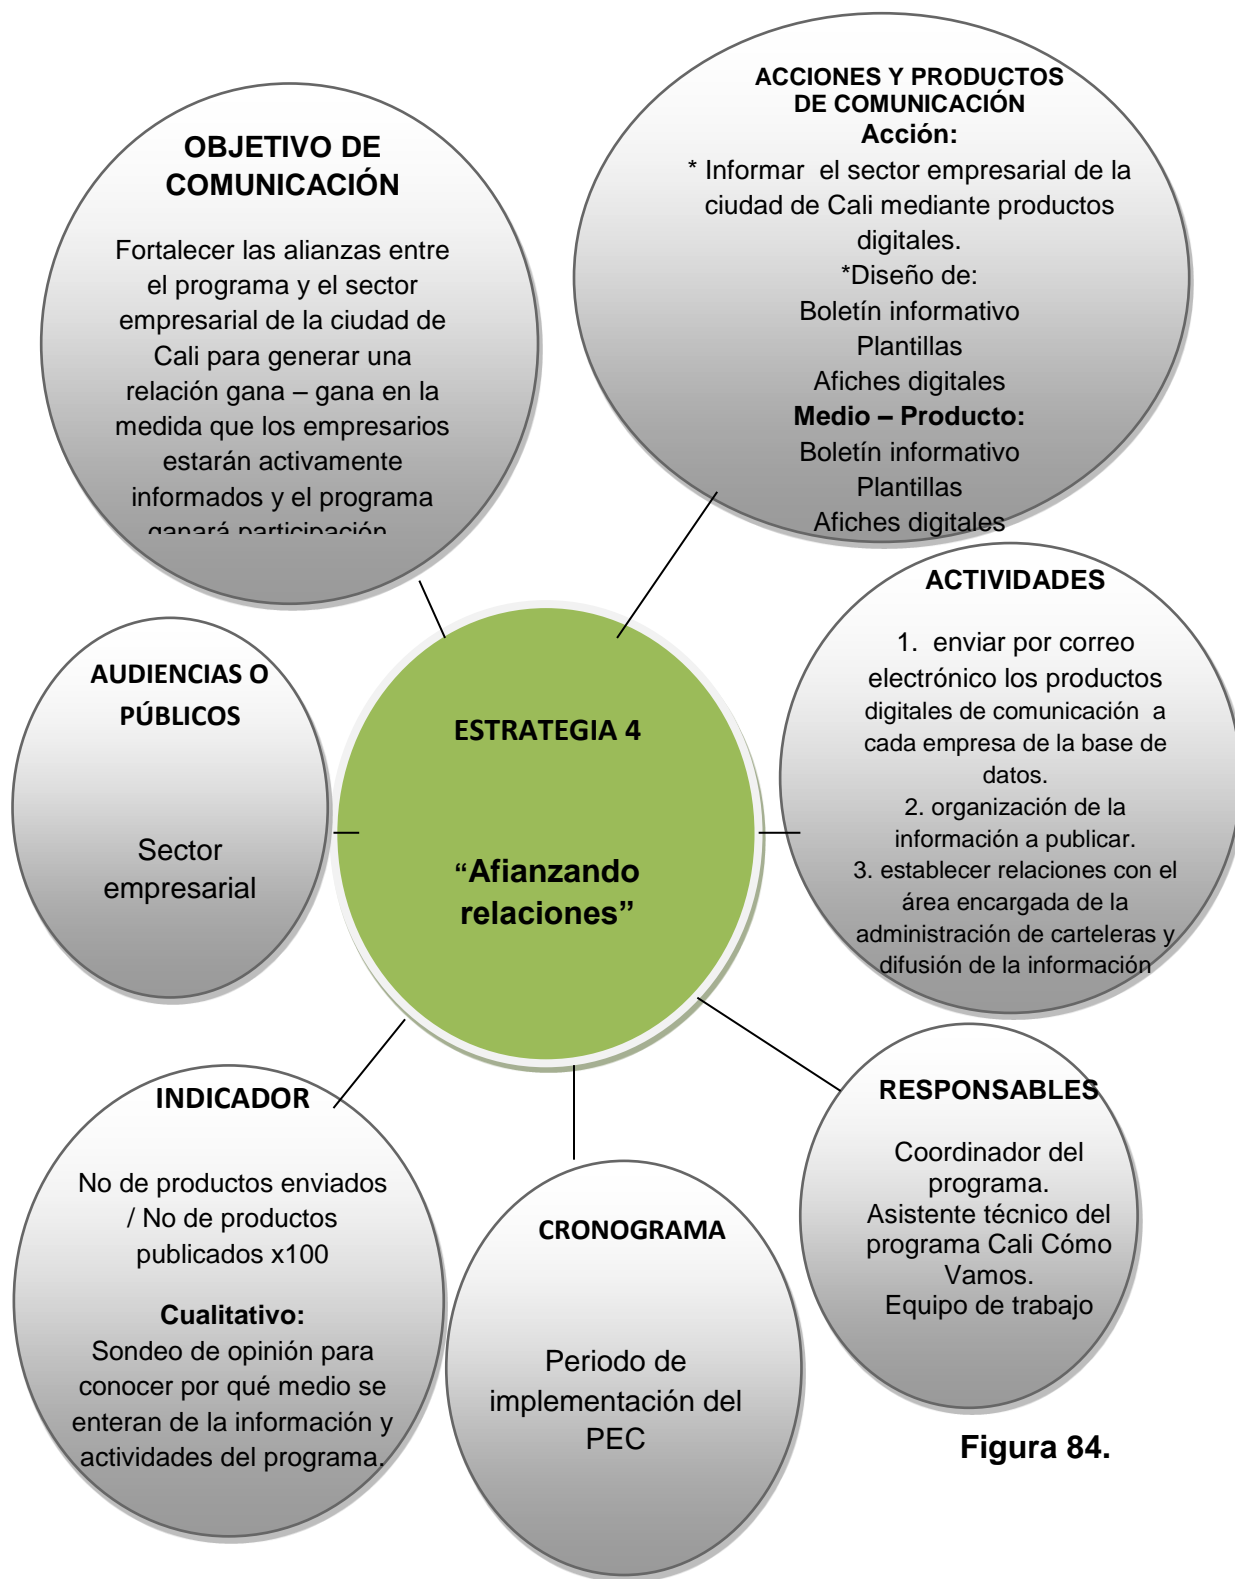 OBJETIVO DE
COMUNICACIÓN
Fortalecer las alianzas entre
el programa y el sector
empresarial de la ciudad de
Cali para generar una
relación gana – gana en la
medida que los empresarios
estarán activamente
informados y el programa
ganará participación
ACCIONES Y PRODUCTOS
DE COMUNICACIÓN
Acción:
* Informar el sector empresarial de la
ciudad de Cali mediante productos
digitales.
*Diseño de:
Boletín informativo
Plantillas
Afiches digitales
Medio – Producto:
Boletín informativo
Plantillas
Afiches digitales
ACTIVIDADES
1. enviar por correo
electrónico los productos
digitales de comunicación a
cada empresa de la base de
datos.
2. organización de la
información a publicar.
3. establecer relaciones con el
área encargada de la
administración de carteleras y
difusión de la información
AUDIENCIAS O
PÚBLICOS
Sector
empresarial
ESTRATEGIA 4
“Afianzando
relaciones”
INDICADOR
No de productos enviados
/ No de productos
publicados x100
Cualitativo:
Sondeo de opinión para
conocer por qué medio se
enteran de la información y
actividades del programa.
CRONOGRAMA
Periodo de
implementación del
PEC
RESPONSABLES
Coordinador del
programa.
Asistente técnico del
programa Cali Cómo
Vamos.
Equipo de trabajo
Figura 84.